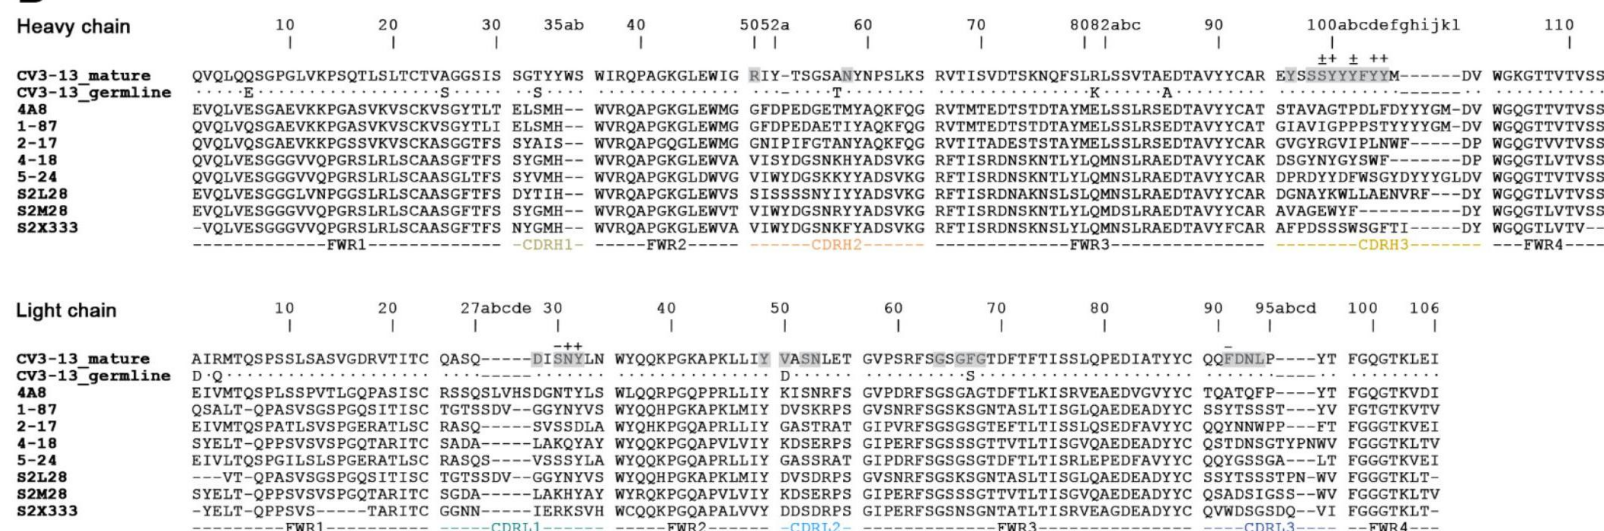 Heavy chain
10 20 30 35ab 40 5052a 60 70 8082abc 90 100abcdefghijkl 110
±+ ± ++
CV3-13_mature QVQLQQSGPGLVKPSQTLSLTCTVAGGSIS SGTYYWS WIRQPAGKGLEWIG RIY-TSGSANYNPSLKS RVTISVDTSKNQFSLRLSSVTAEDTAVYYCAR EYSSSYYYFYYM------DV WGKGTTVTVSS
CV3-13_germline ·····E··················S····· ··S···· ·············· ···-·····T······· ················K······A········ ··················-- ···········
4A8 EVQLVESGAEVKKPGASVKVSCKVSGYTLT ELSMH-- WVRQAPGKGLEWMG GFDPEDGETMYAQKFQG RVTMTEDTSTDTAYMELSSLRSEDTAVYYCAT STAVAGTPDLFDYYYGM-DV WGQGTTVTVSS
1-87 QVQLVQSGAEVKKPGASVKVSCKVSGYTLI ELSMH-- WVRQAPGKGLEWMG GFDPEDAETIYAQKFQG RVTMTEDTSTDTAYMELSSLRSEDTAVYYCAT GIAVIGPPPSTYYYYGM-DV WGQGTTVTVSS
2-17 QVQLVQSGAEVKKPGSSVKVSCKASGGTFS SYAIS-- WVRQAPGQGLEWMG GNIPIFGTANYAQKFQG RVTITADESTSTAYMELSSLRSEDTAVYYCAR GVGYRGVIPLNWF-----DP WGQGTLVTVSS
4-18 QVQLVESGGGVVQPGRSLRLSCAASGFTFS SYGMH-- WVRQAPGKGLEWVA VISYDGSNKHYADSVKG RFTISRDNSKNTLYLQMNSLRAEDTAVYYCAK DSGYNYGYSWF-------DP WGQGTLVTVSS
5-24 QVQLVESGGGVVQPGRSLRLSCAASGLTFS SYVMH-- WVRQAPGKGLDWVG VIWYDGSKKYYADSVKG RFTISRDNSKNTLYLQMNSLRAEDTAVYYCAR DPRDYYDFWSGYDYYYGLDV WGQGTTVTVSS
S2L28 EVQLVESGGGLVNPGGSLRLSCAASGFTFS DYTIH-- WVRQAPGKGLEWVS SISSSSNYIYYADSVKG RFTISRDNAKNSLSLQMNSLRAEDTAVYYCAR DGNAYKWLLAENVRF---DY WGQGTLVTVSS
S2M28 EVQLVESGGGVVQPGRSLRLSCAASGFTFS SYGMH-- WVRQAPGKGLEWVT VIWYDGSNRYYADSVKG RFTISRDNSKNTLYLQMDSLRAEDTAVYYCAR AVAGEWYF----------DY WGQGTLVTVSS
S2X333 -VQLVESGGGVVQPGRSLRLSCAASGFTFS NYGMH-- WVRQAPGKGLEWVA VIWYDGSNKFYADSVKG RFTISRDNSKNTLYLQMNSLRAEDTAVYFCAR AFPDSSSWSGFTI-----DY WGQGTLVTV--
-------------FWR1------------- -CDRH1- -----FWR2----- ------CDRH2------ -------------FWR3-------------- --------CDRH3------- ---FWR4----
Light chain
10 20 27abcde 30 40 50 60 70 80 90 95abcd 100 106
-++ -
CV3-13_mature AIRMTQSPSSLSASVGDRVTITC QASQ-----DISNYLN WYQQKPGKAPKLLIY VASNLET GVPSRFSGSGFGTDFTFTISSLQPEDIATYYC QQFDNLP----YT FGQGTKLEI
CV3-13_germline D·Q···················· ····-----······· ··············· D······ ··········S····················· ·······----·· ·········
4A8 EIVMTQSPLSSPVTLGQPASISC RSSQSLVHSDGNTYLS WLQQRPGQPPRLLIY KISNRFS GVPDRFSGSGAGTDFTLKISRVEAEDVGVYYC TQATQFP----YT FGQGTKVDI
1-87 QSALT-QPASVSGSPGQSITISC TGTSSDV--GGYNYVS WYQQHPGKAPKLMIY DVSKRPS GVSNRFSGSKSGNTASLTISGLQAEDEADYYC SSYTSSST---YV FGTGTKVTV
2-17 EIVMTQSPATLSVSPGERATLSC RASQ-----SVSSDLA WYQHKPGQAPRLLIY GASTRAT GIPARFSGSGSGTEFTLTISSLQSEDFAVYYC QQYNNWPP---FT FGGGTKVEI
4-18 SYELT-QPPSVSVSPGQTARITC SADA-----LAKQYAY WYQQKPGQAPVLVIY KDSERPS GIPERFSGSSSGTTVTLTISGVQAEDEADYYC QSTDNSGTYPNWV FGGGTKLTV
5-24 EIVLTQSPGILSLSPGERATLSC RASQS----VSSSYLA WYQQKPGQAPRLLIY GASSRAT GIPDRFSGSGSGTDFTLTISRLEPEDFAVYYC QQYGSSGA---LT FGGGTKVEI
S2L28 ---VT-QPASVSGSPGQSITISC TGTSSDV--GGYNYVS WYQQHPGKAPKLMIY DVSDRPS GVSNRFSGSKSGNTASLTISGLQAEDEADYYC SSYTSSSTPN-WV FGGGTKLT-
S2M28 SYELT-QPPSVSVSPGQTARITC SGDA-----LAKHYAY WYRQKPGQAPVLVIY KDSERPS GIPERFSGSSSGTTVTLTISGVQAEDEADYYC QSADSIGSS--WV FGGGTKLTV
S2X333 -YELT-QPPSVS-----TARITC GGNN-----IERKSVH WCQQKPGQAPALVVY DDSDRPS GIPERFSGSNSGNTATLTISRVEAGDEADYYC QVWDSGSDQ--VI FGGGTKLT-
---------FWR1---------- -----CDRL1------ -----FWR2------ -CDRL2- -------------FWR3--------------- ----CDRL3---- --FWR4---